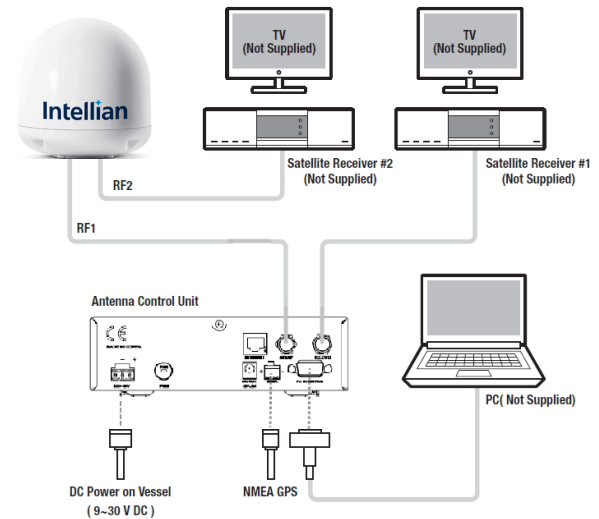 TV
(Not Supplied)
TV
(Not Supplied)
Intellian
Satellite Receiver #2
(Not Supplied)
Satellite Receiver #1
(Not Supplied)
RF2
RF1
Antenna Control Unit
PC( Not Supplied)
DC Power on Vessel
( 9~30 V DC )
NMEA GPS